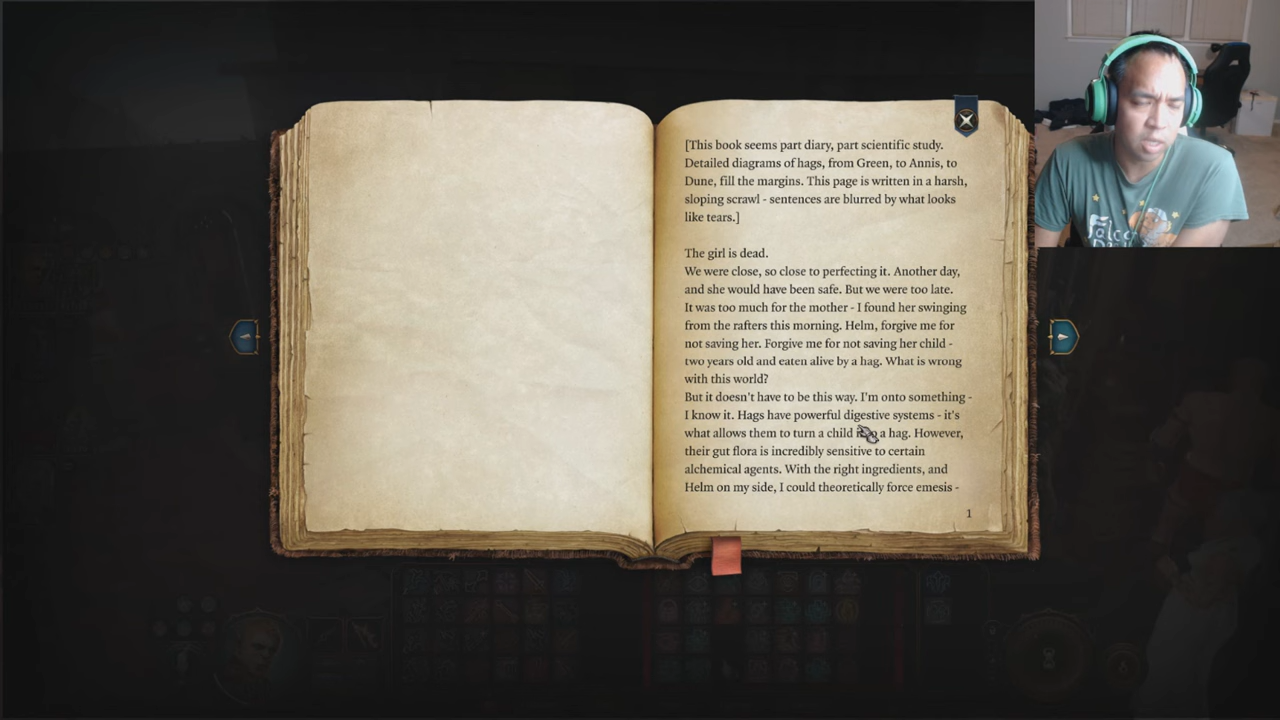 [This book seems part diary, part scientific study.
Detailed diagrams of hags, from Green, to Annis, to
Dune, fill the margins. This page is written in a harsh,
sloping scrawl - sentences are blurred by what looks
like tears.]
The girl is dead.
We were close, so close to perfecting it. Another day,
and she would have been safe. But we were too late.
It was too much for the mother - I found her swinging
from the rafters this morning. Helm, forgive me for
not saving her. Forgive me for not saving her child -
two years old and eaten alive by a hag. What is wrong
with this world?
But it doesn't have to be this way. I'm onto something -
I know it. Hags have powerful digestive systems - it's
what allows them to turn a child a hag. However,
their gut flora is incredibly sensitive to certain
alchemical agents. With the right ingredients, and
Helm on my side, I could theoretically force emesis -
1